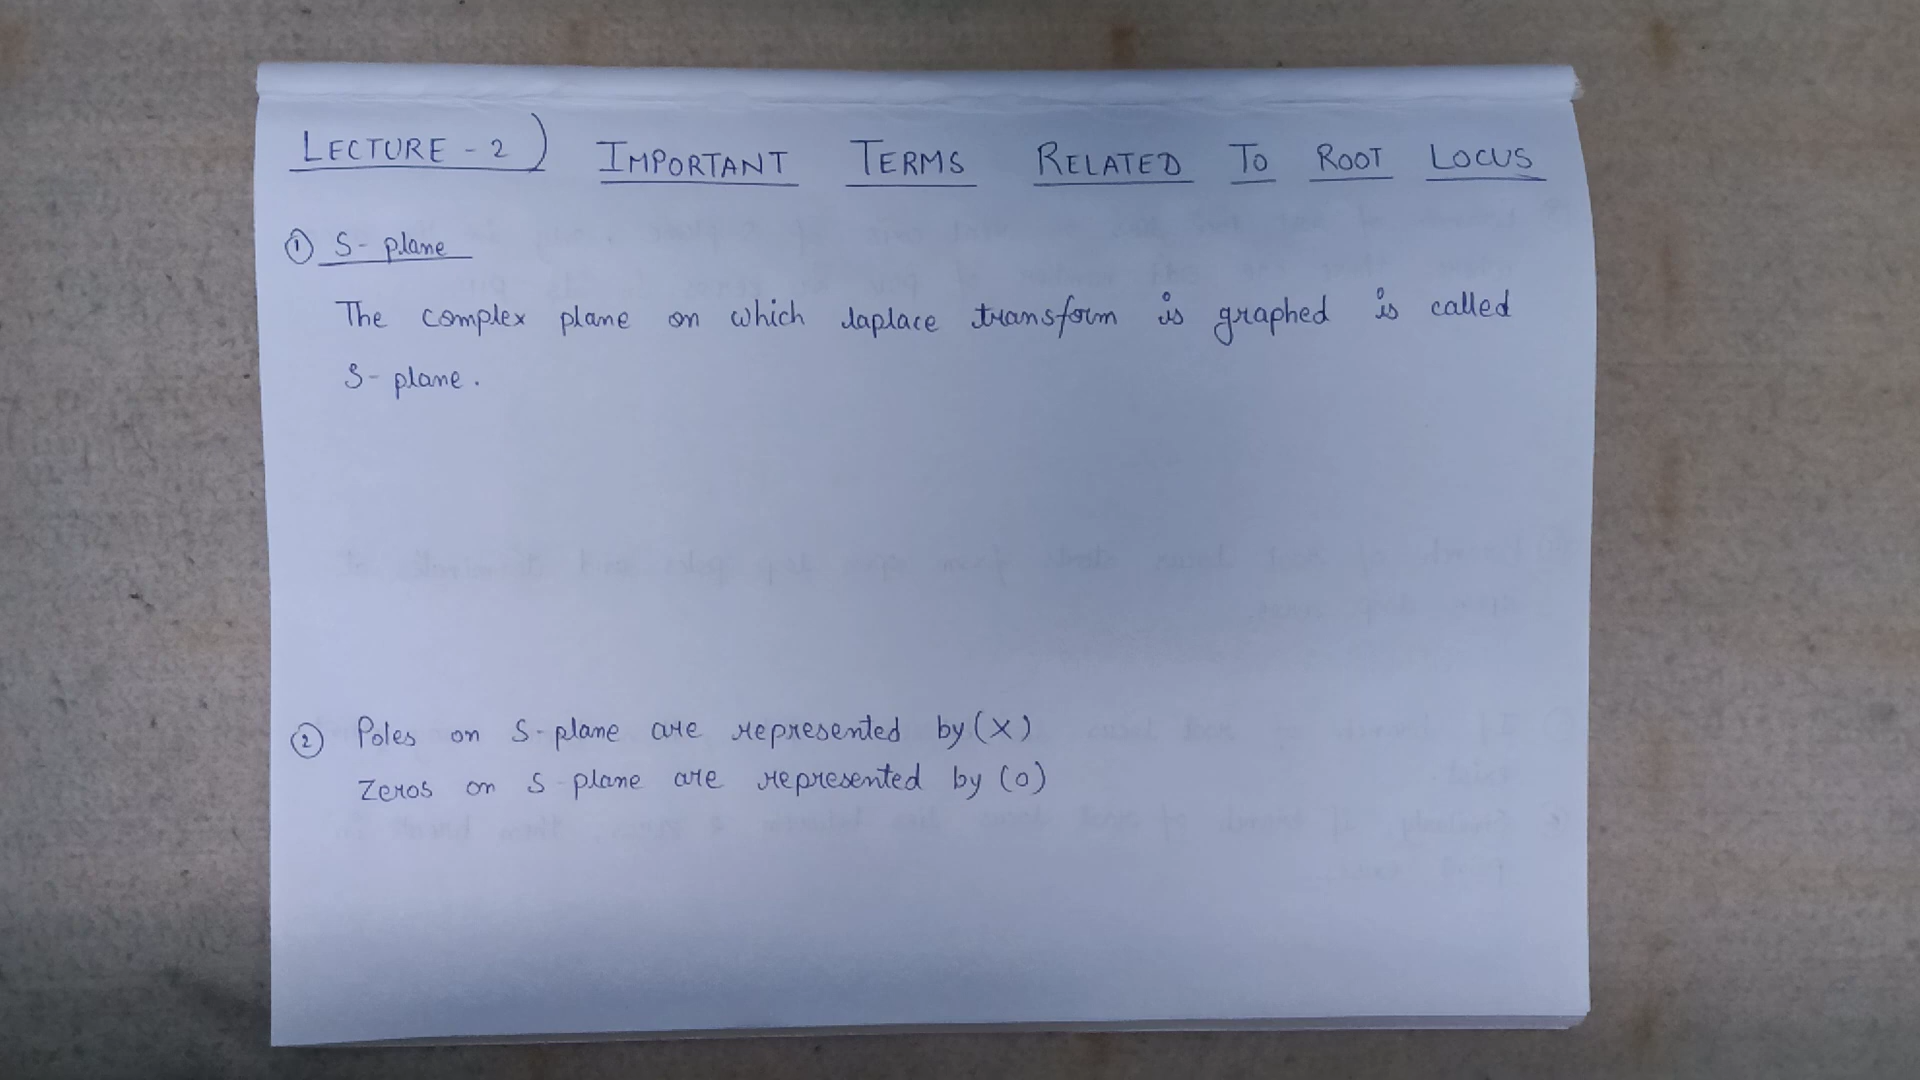 LECTURE - 2) IMPORTANT TERMS RELATED TO ROOT LOCUS
① S- plane
The complex plane on which laplace transform is graphed is called
S- plane.
② Poles on S-plane are represented by (X)
Zeros on S plane are represented by (0)